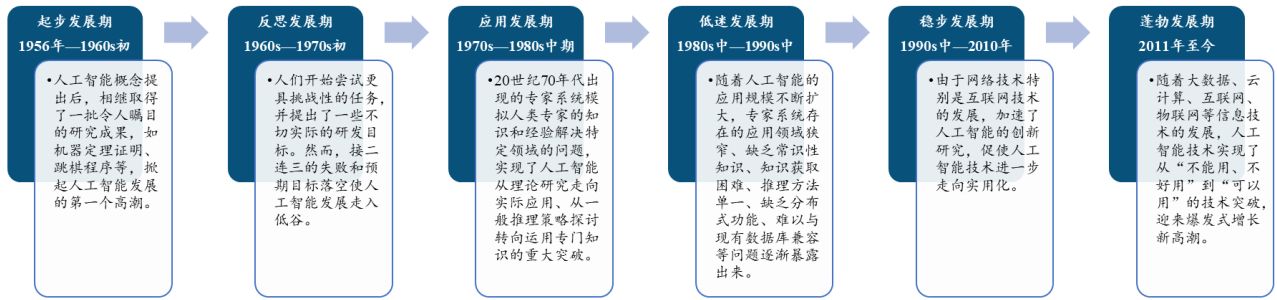 起步发展期
1956年—1960s初
•人工智能概念提
出后，相继取得
了一批令人瞩目
的研究成果，如
机器定理证明、
跳棋程序等，掀
起人工智能发展
的第一个高潮。
反思发展期
1960s—1970s初
•人们开始尝试更
具挑战性的任务，
并提出了一些不
切实际的研发目
标。然而，接二
连三的失败和预
期目标落空使人
工智能发展走入
低谷。
应用发展期
1970s—1980s中期
•20世纪70年代出
现的专家系统模
拟人类专家的知
识和经验解决特
定领域的问题，
实现了人工智能
从理论研究走向
实际应用、从一
般推理策略探讨
转向运用专门知
识的重大突破。
低迷发展期
1980s中—1990s中
•随着人工智能的
应用规模不断扩
大，专家系统存
在的应用领域狭
窄、缺乏常识性
知识、知识获取
困难、推理方法
单一、缺乏分布
式功能、难以与
现有数据库兼容
等问题逐渐暴露
出来。
稳步发展期
1990s中—2010年
•由于网络技术特
别是互联网技术
的发展，加速了
人工智能的创新
研究，促使人工
智能技术进一步
走向实用化。
蓬勃发展期
2011年至今
•随着大数据、云
计算、互联网、
物联网等信息技
术的发展，人工
智能技术实现了
从“不能用、不
好用”到“可以
用”的技术突破，
迎来爆发式增长
新高潮。